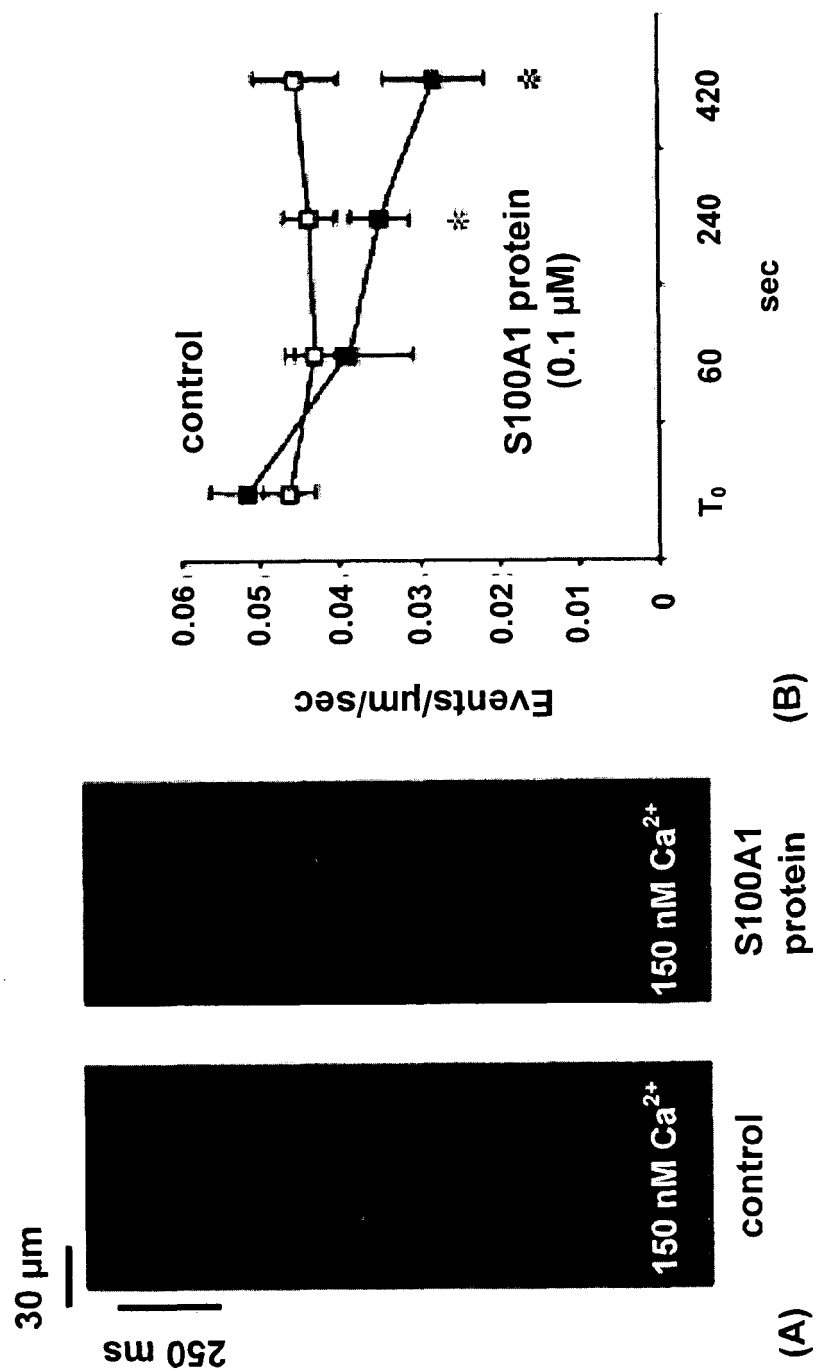 30 µm
250 ms
150 nM Ca²⁺
control
150 nM Ca²⁺
S100A1
protein
(A)
Events/µm/sec
0.06
0.05
0.04
0.03
0.02
0.01
0
control
S100A1 protein
(0.1 µM)
*
*
T₀
60
240
420
sec
(B)